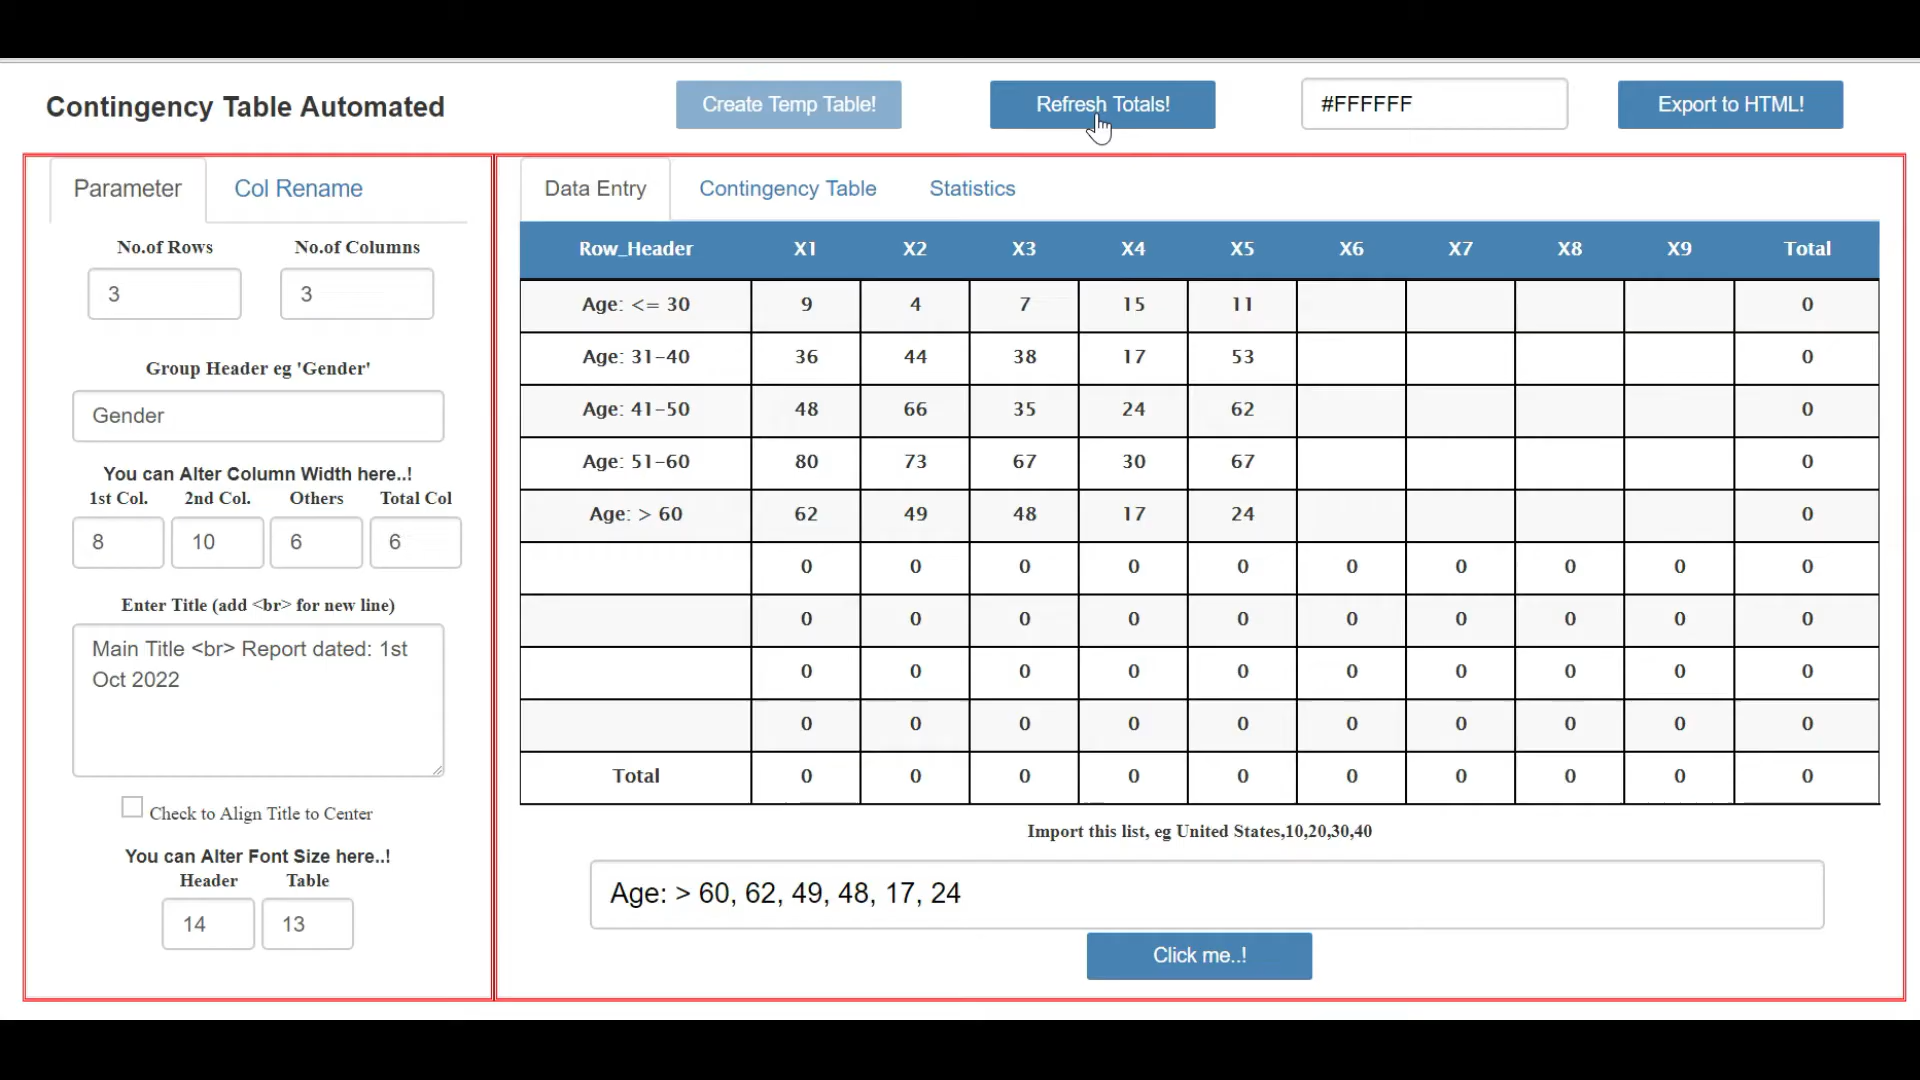 Contingency Table Automated
Create Temp Table!
Refresh Totals!
#FFFFFF
Export to HTML!
Parameter Col Rename
No.of Rows No.of Columns
3 3
Group Header eg 'Gender'
Gender
You can Alter Column Width here..!
1st Col. 2nd Col. Others Total Col
8 10 6 6
Enter Title (add <br> for new line)
Main Title <br> Report dated: 1st
Oct 2022
Check to Align Title to Center
You can Alter Font Size here..!
Header Table
14 13
Data Entry Contingency Table Statistics
Row_Header X1 X2 X3 X4 X5 X6 X7 X8 X9 Total
Age: <= 30 9 4 7 15 11 0
Age: 31-40 36 44 38 17 53 0
Age: 41-50 48 66 35 24 62 0
Age: 51-60 80 73 67 30 67 0
Age: > 60 62 49 48 17 24 0
0 0 0 0 0 0 0 0 0 0
0 0 0 0 0 0 0 0 0 0
0 0 0 0 0 0 0 0 0 0
0 0 0 0 0 0 0 0 0 0
Total 0 0 0 0 0 0 0 0 0 0
Import this list, eg United States,10,20,30,40
Age: > 60, 62, 49, 48, 17, 24
Click me..!